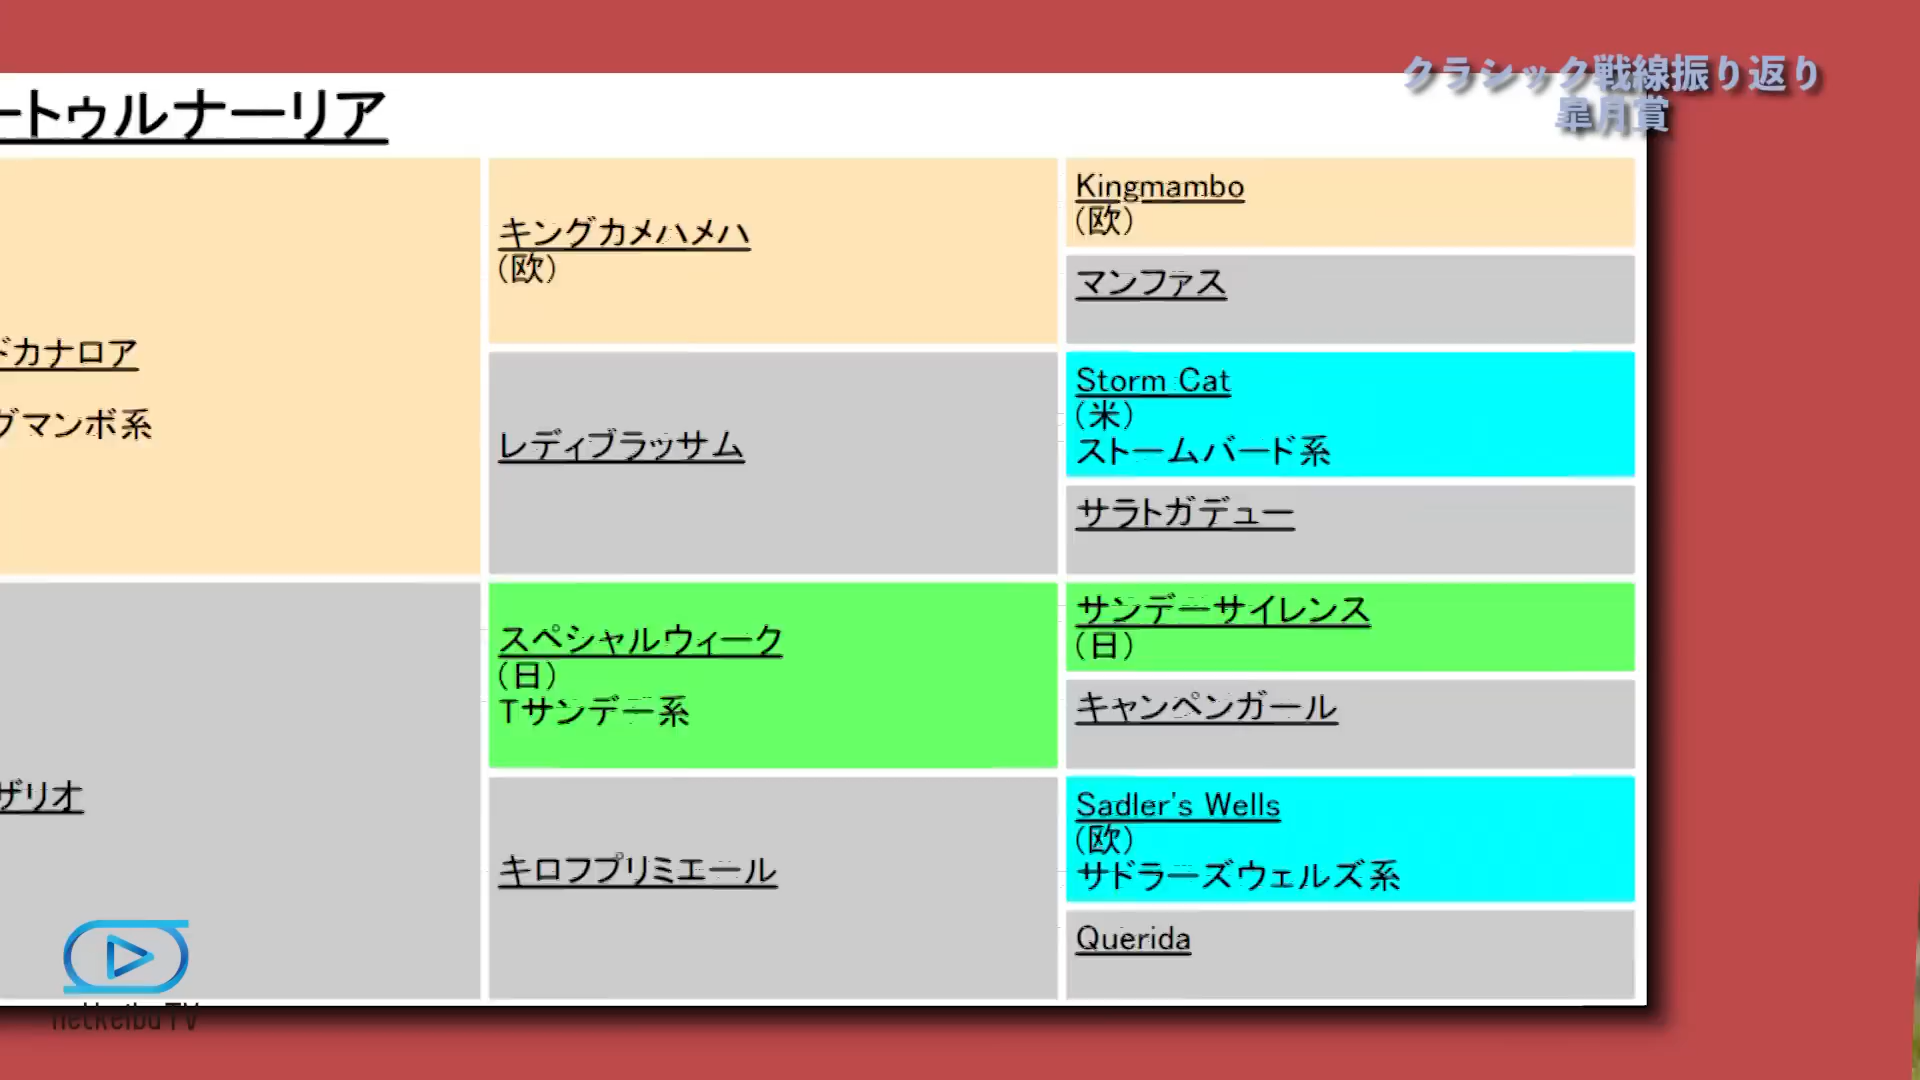 クラシック戦線振り返り
皐月賞
ートゥルナーリア
ドカナロア
グマンボ系
ザリオ
キングカメハメハ
(欧)
レディブラッサム
スペシャルウィーク
(日)
Tサンデー系
キロフプリミエール
Kingmambo
(欧)
マンファス
Storm Cat
(米)
ストームバード系
サラトガデュー
サンデーサイレンス
(日)
キャンペンガール
Sadler's Wells
(欧)
サドラーズウェルズ系
Querida
netkeibaTV